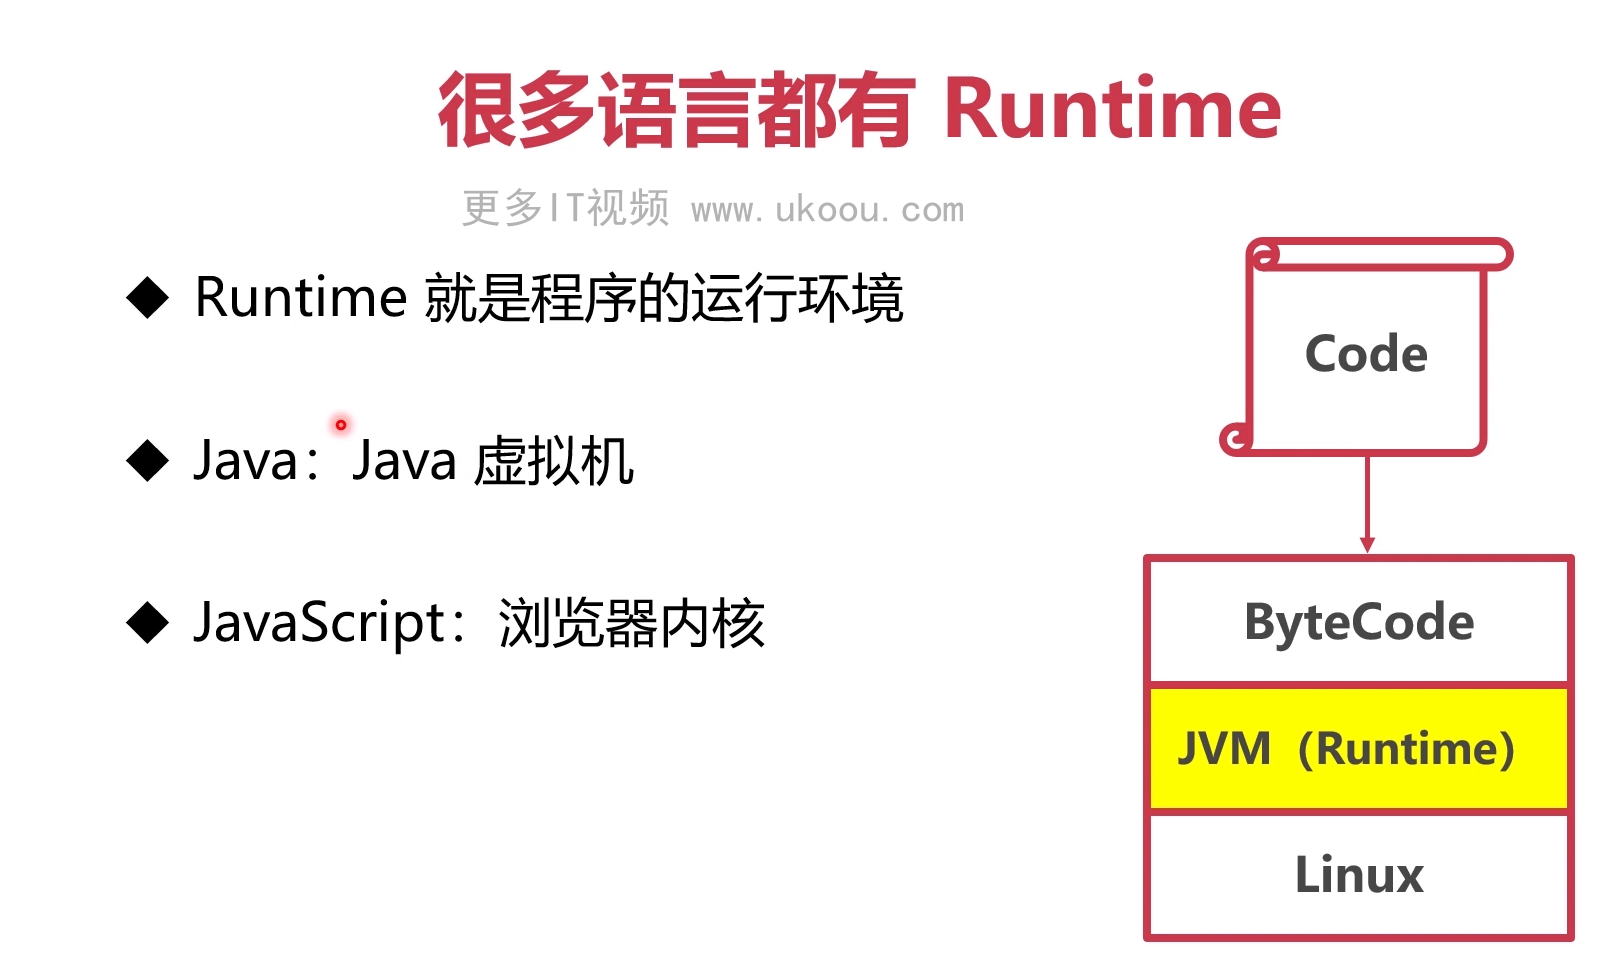 很多语言都有 Runtime
更多IT视频 www.ukoou.com
Runtime 就是程序的运行环境
Java：Java 虚拟机
JavaScript：浏览器内核
Code
ByteCode
JVM（Runtime）
Linux